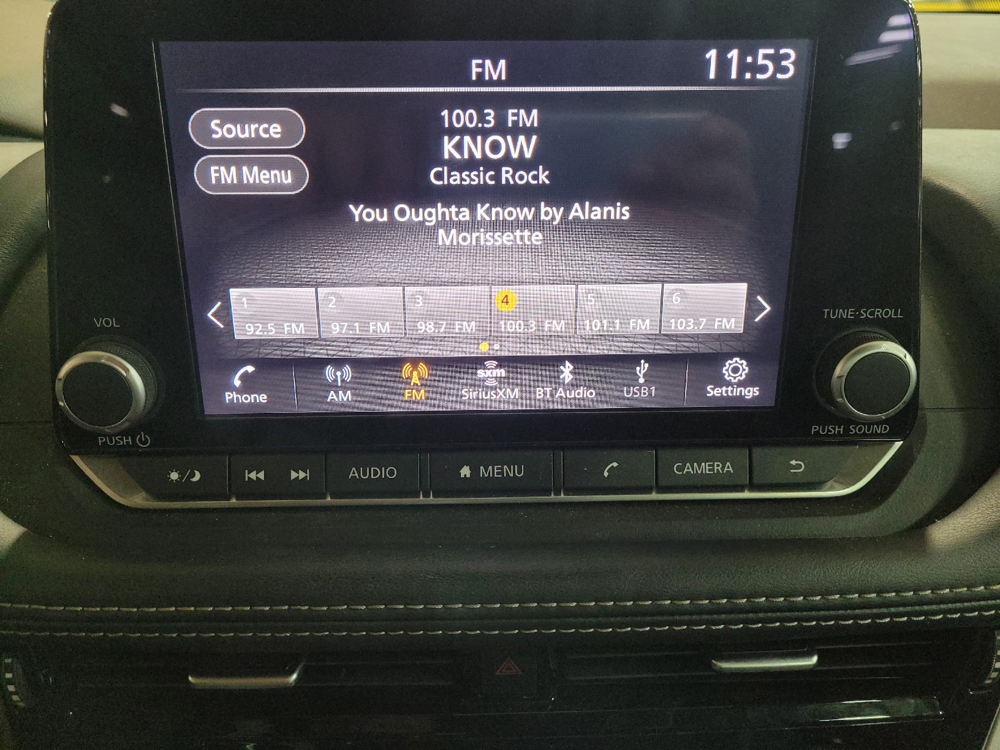 FM
11:53
Source
100.3 FM
KNOW
FM Menu
Classic Rock
You Oughta Know by Alanis
Morissette
1
2
3
4
5
6
92.5 FM
97.1 FM
98.7 FM
100.3 FM
101.1 FM
103.7 FM
VOL
TUNE·SCROLL
Phone
AM
FM
sxm
SiriusXM
BT Audio
USB1
Settings
PUSH
PUSH SOUND
AUDIO
MENU
CAMERA